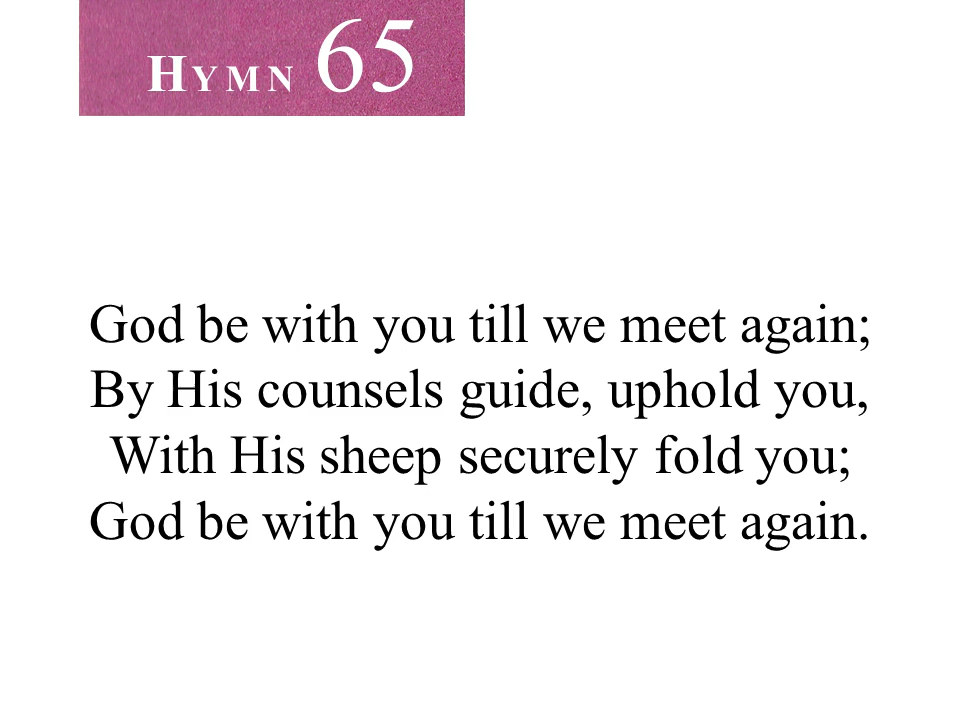 HYMN 65
God be with you till we meet again;
By His counsels guide, uphold you,
With His sheep securely fold you;
God be with you till we meet again.